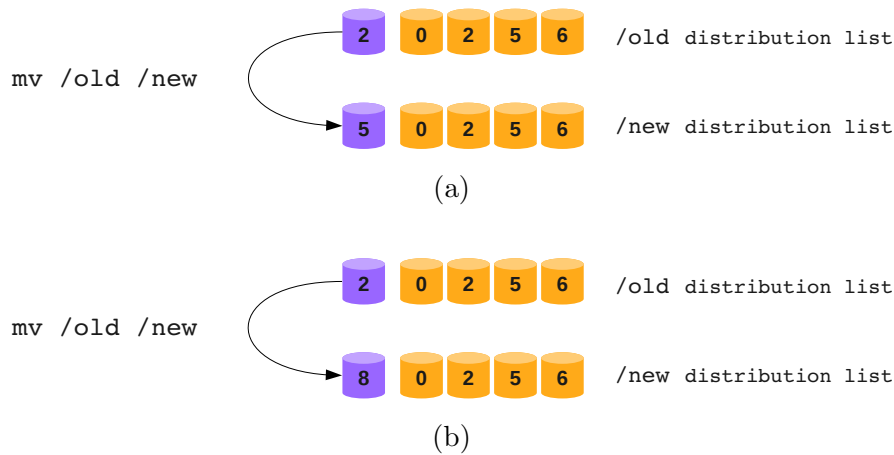 2 0 2 5 6 /old distribution list
mv /old /new
5 0 2 5 6 /new distribution list
(a)
2 0 2 5 6 /old distribution list
mv /old /new
8 0 2 5 6 /new distribution list
(b)